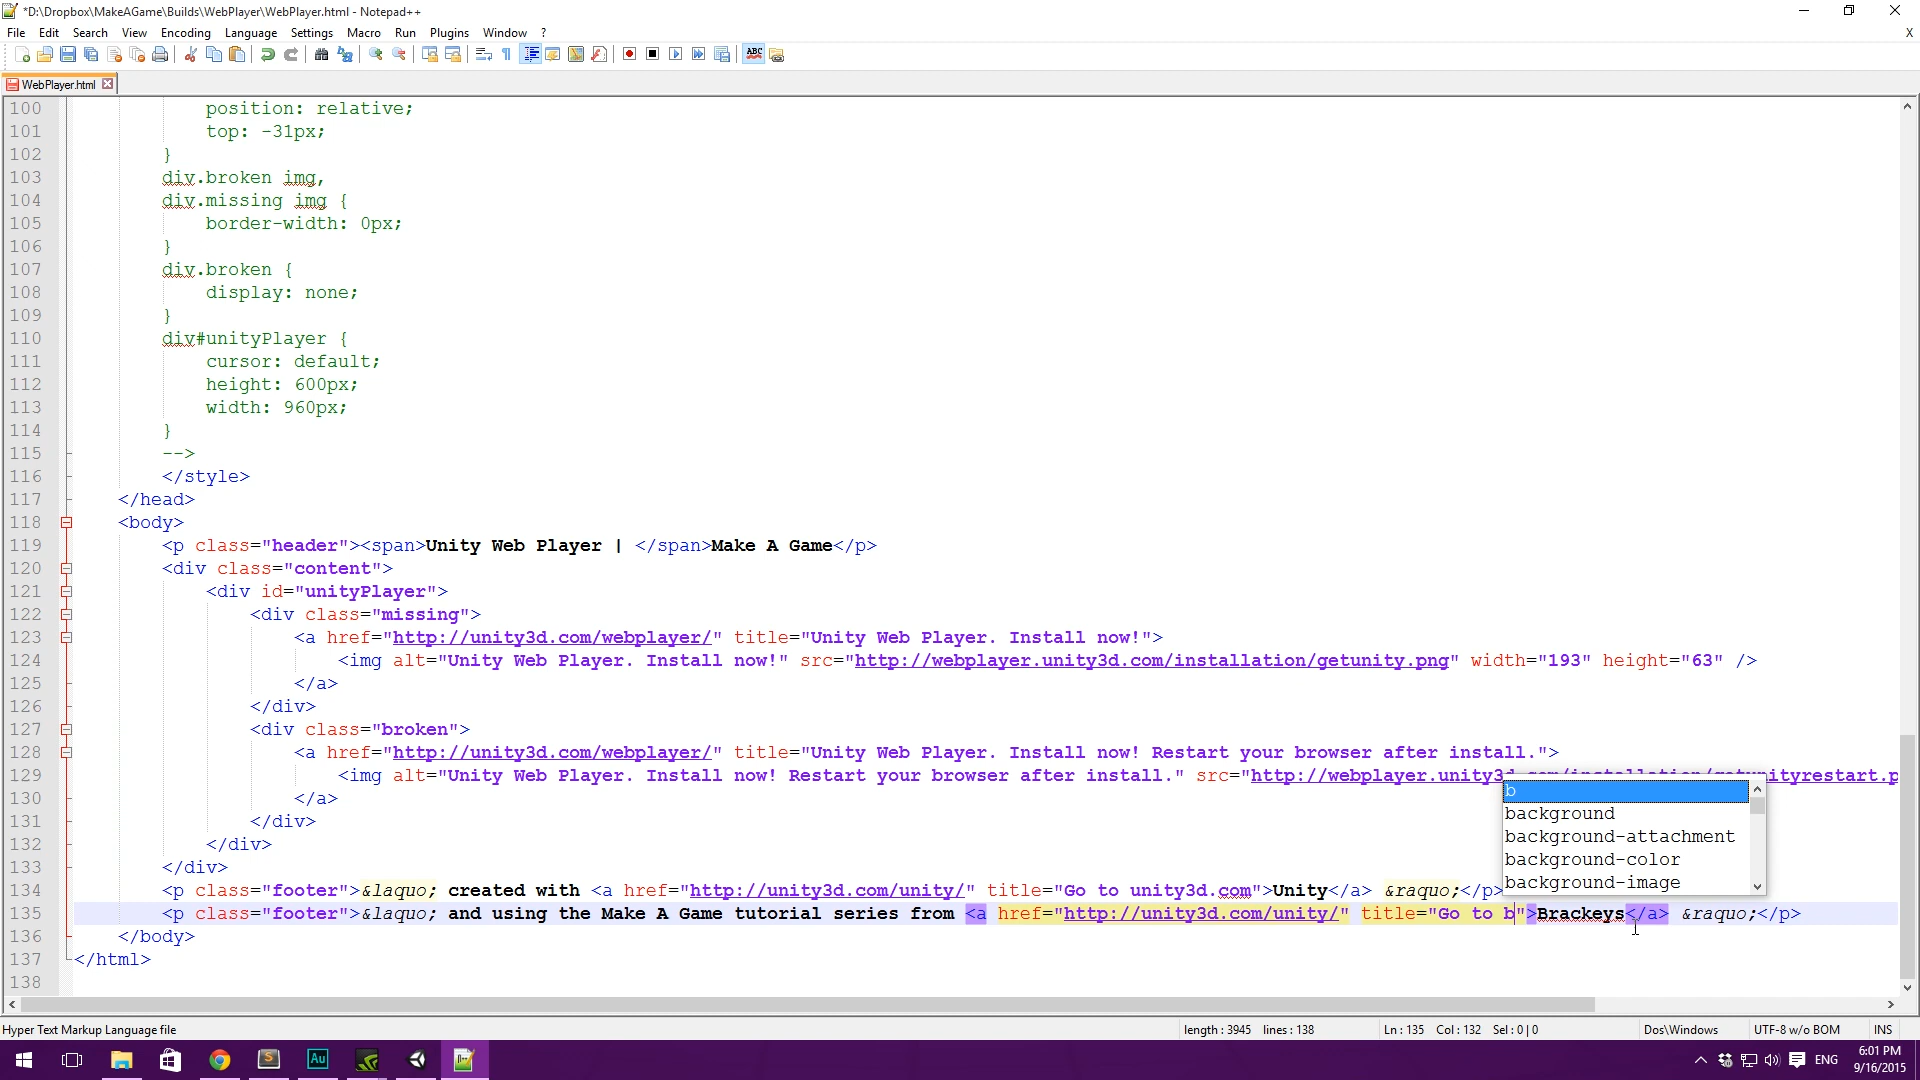 *D:\Dropbox\MakeAGame\Builds\WebPlayer\WebPlayer.html - Notepad++
File Edit Search View Encoding Language Settings Macro Run Plugins Window ? X
WebPlayer.html
100 position: relative;
101 top: -31px;
102 }
103 div.broken img,
104 div.missing img {
105 border-width: 0px;
106 }
107 div.broken {
108 display: none;
109 }
110 div#unityPlayer {
111 cursor: default;
112 height: 600px;
113 width: 960px;
114 }
115 -->
116 </style>
117 </head>
118 <body>
119 <p class="header"><span>Unity Web Player | </span>Make A Game</p>
120 <div class="content">
121 <div id="unityPlayer">
122 <div class="missing">
123 <a href="http://unity3d.com/webplayer/" title="Unity Web Player. Install now!">
124 <img alt="Unity Web Player. Install now!" src="http://webplayer.unity3d.com/installation/getunity.png" width="193" height="63" />
125 </a>
126 </div>
127 <div class="broken">
128 <a href="http://unity3d.com/webplayer/" title="Unity Web Player. Install now! Restart your browser after install.">
129 <img alt="Unity Web Player. Install now! Restart your browser after install." src="http://webplayer.unity3d.com/installation/getunityrestart.p
130 </a>
131 </div>
132 </div>
133 </div>
134 <p class="footer">&laquo; created with <a href="http://unity3d.com/unity/" title="Go to unity3d.com">Unity</a> &raquo;</p>
135 <p class="footer">&laquo; and using the Make A Game tutorial series from <a href="http://unity3d.com/unity/" title="Go to b">Brackeys</a> &raquo;</p>
136 </body>
137 </html>
138
b
background
background-attachment
background-color
background-image
Hyper Text Markup Language file length : 3945 lines : 138 Ln : 135 Col : 132 Sel : 0 | 0 Dos\Windows UTF-8 w/o BOM INS
ENG
6:01 PM
9/16/2015